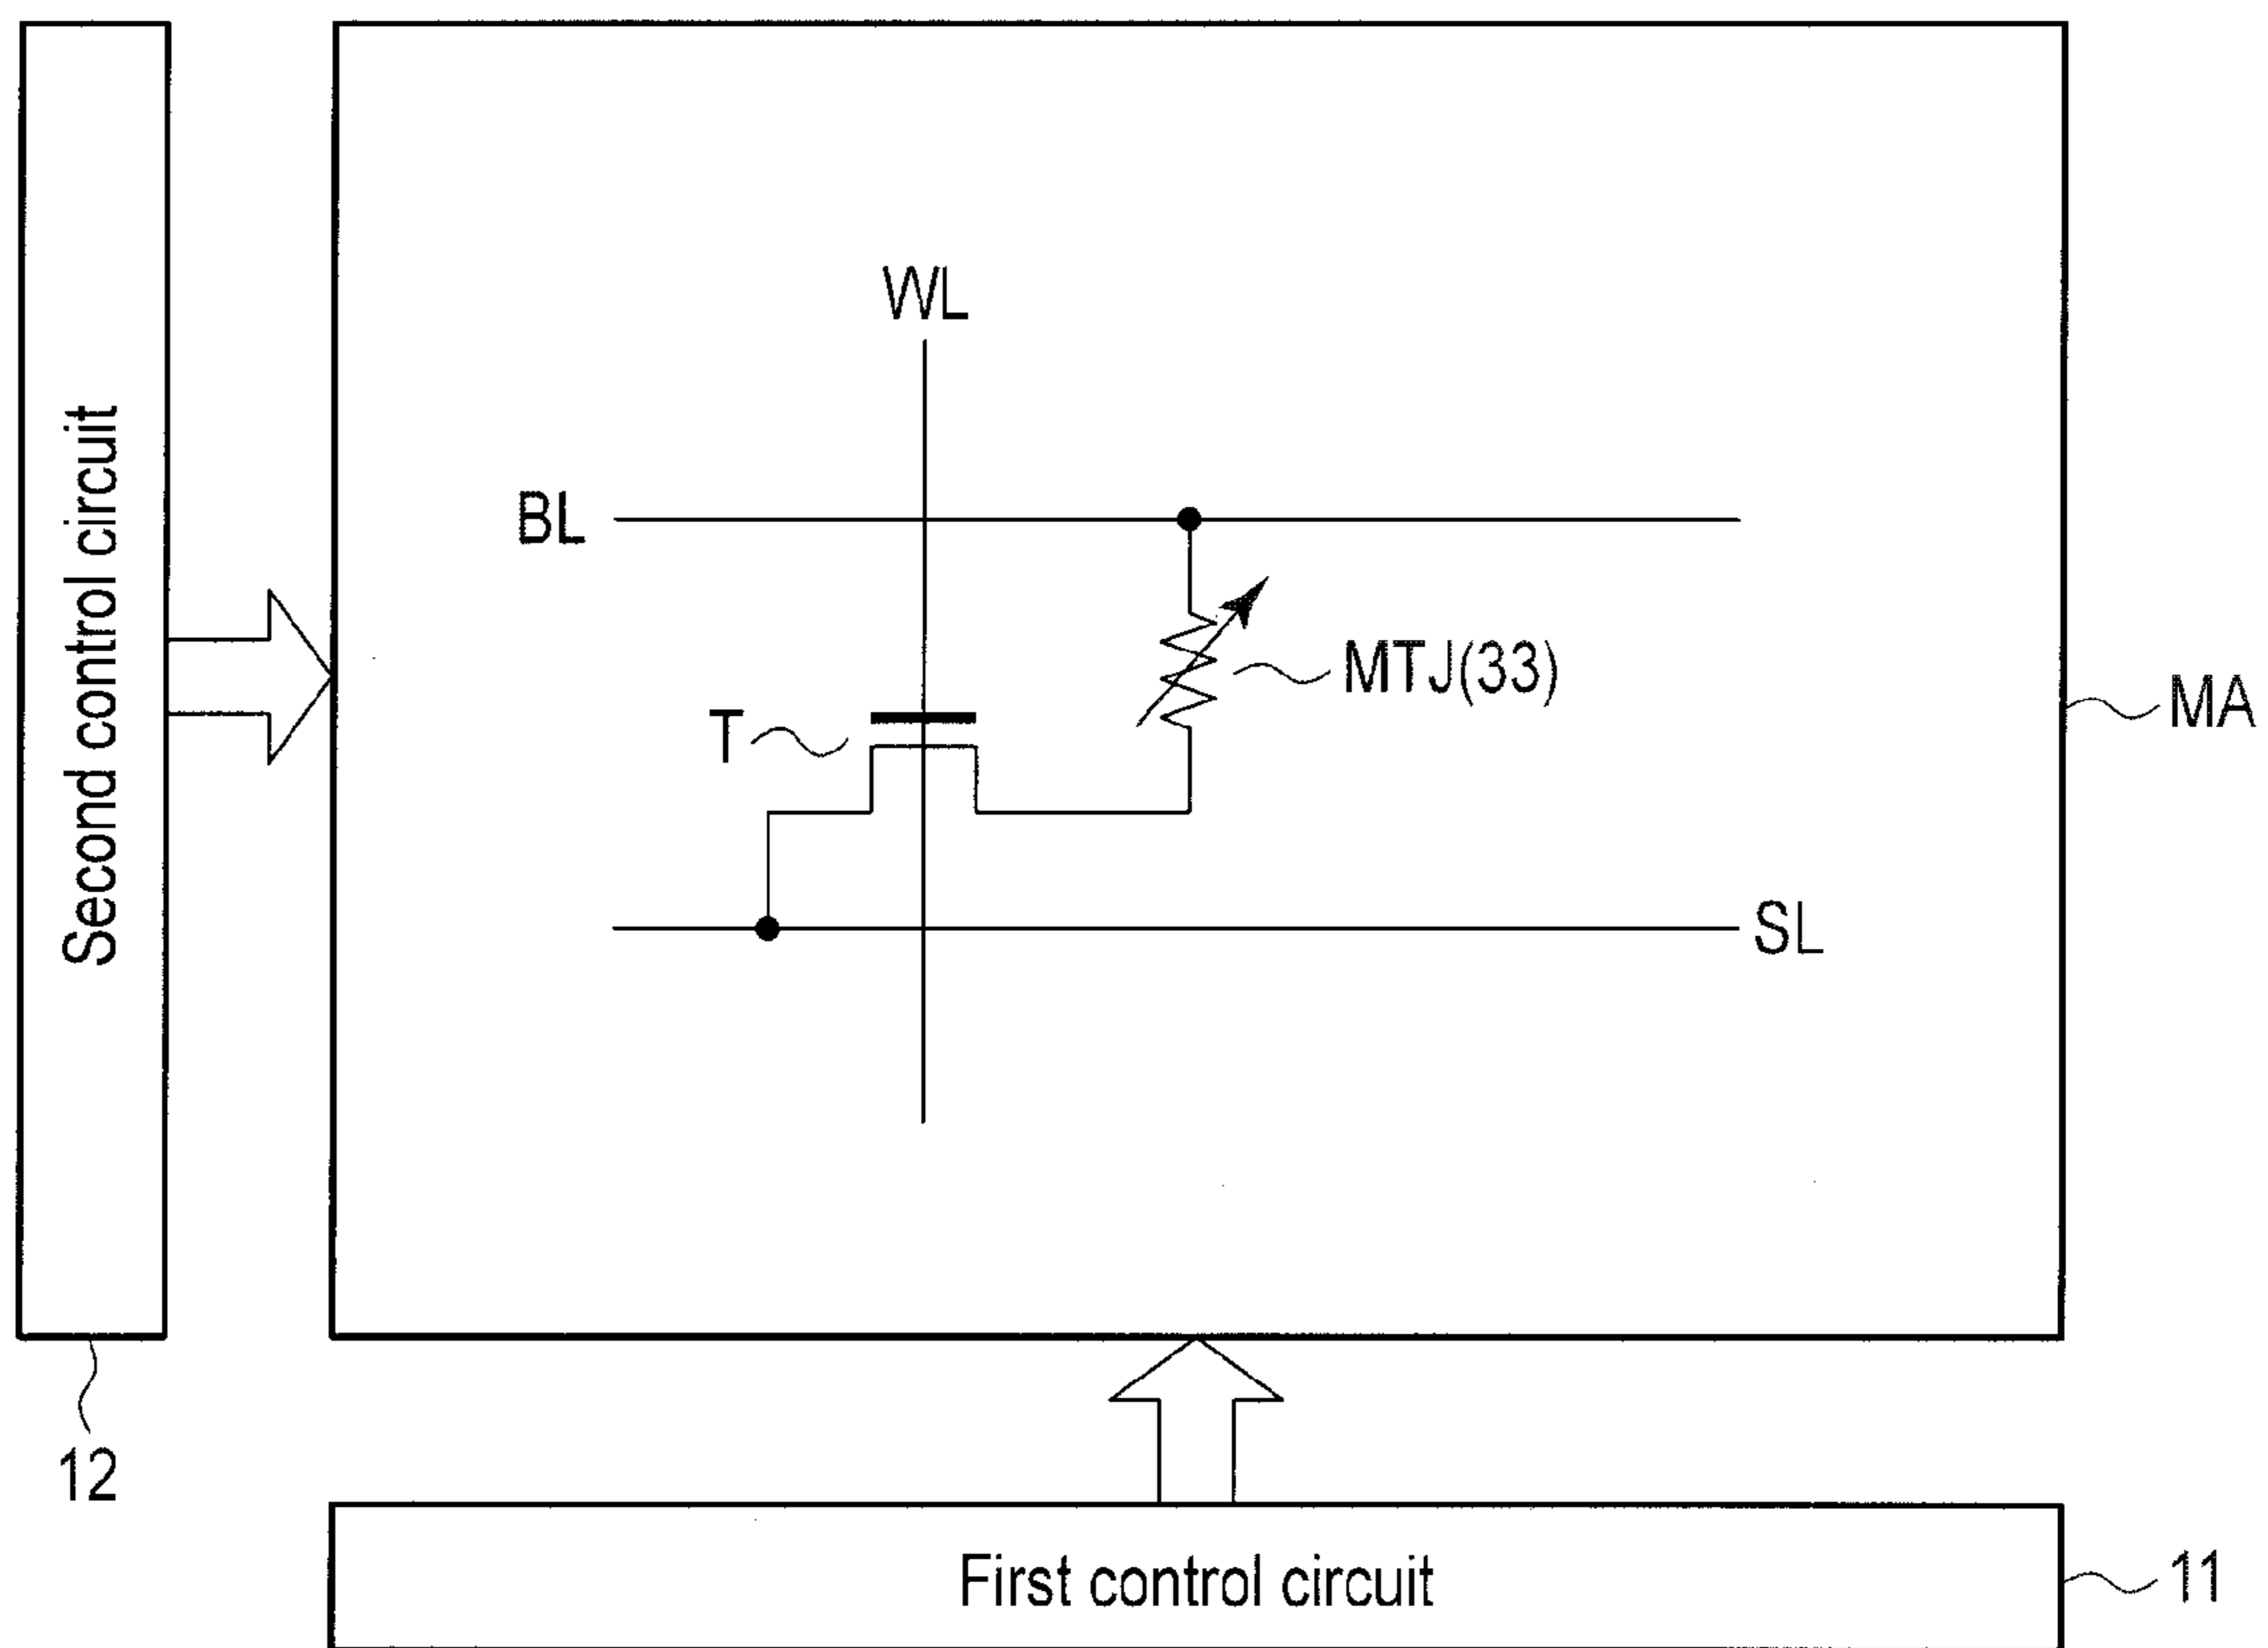 WL
BL
MTJ(33)
MA
T
Second control circuit
SL
12
First control circuit
11